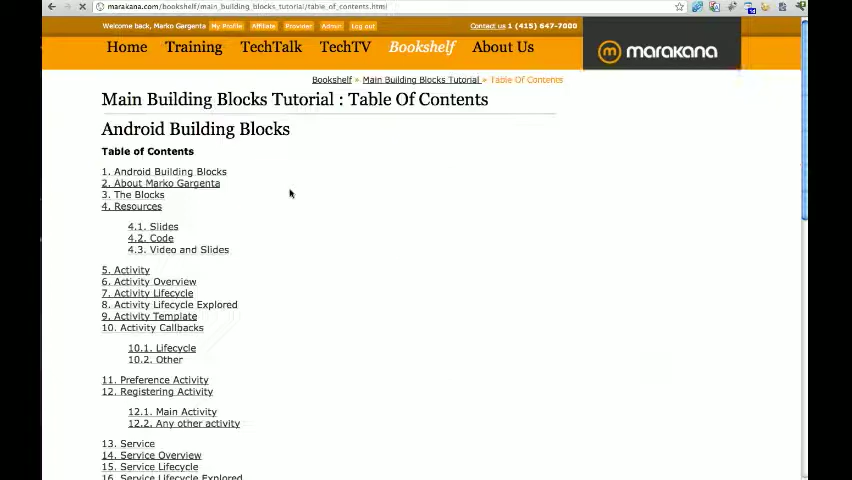 marakana.com/bookshelf/main_building_blocks_tutorial/table_of_contents.html
Welcome back, Marko Gargenta My Profile Affiliate Provider Admin Log out Contact us 1 (415) 647-7000
Home Training TechTalk TechTV Bookshelf About Us
marakana
Bookshelf » Main Building Blocks Tutorial » Table Of Contents
Main Building Blocks Tutorial : Table Of Contents
Android Building Blocks
Table of Contents
1. Android Building Blocks
2. About Marko Gargenta
3. The Blocks
4. Resources
4.1. Slides
4.2. Code
4.3. Video and Slides
5. Activity
6. Activity Overview
7. Activity Lifecycle
8. Activity Lifecycle Explored
9. Activity Template
10. Activity Callbacks
10.1. Lifecycle
10.2. Other
11. Preference Activity
12. Registering Activity
12.1. Main Activity
12.2. Any other activity
13. Service
14. Service Overview
15. Service Lifecycle
16. Service Lifecycle Explored